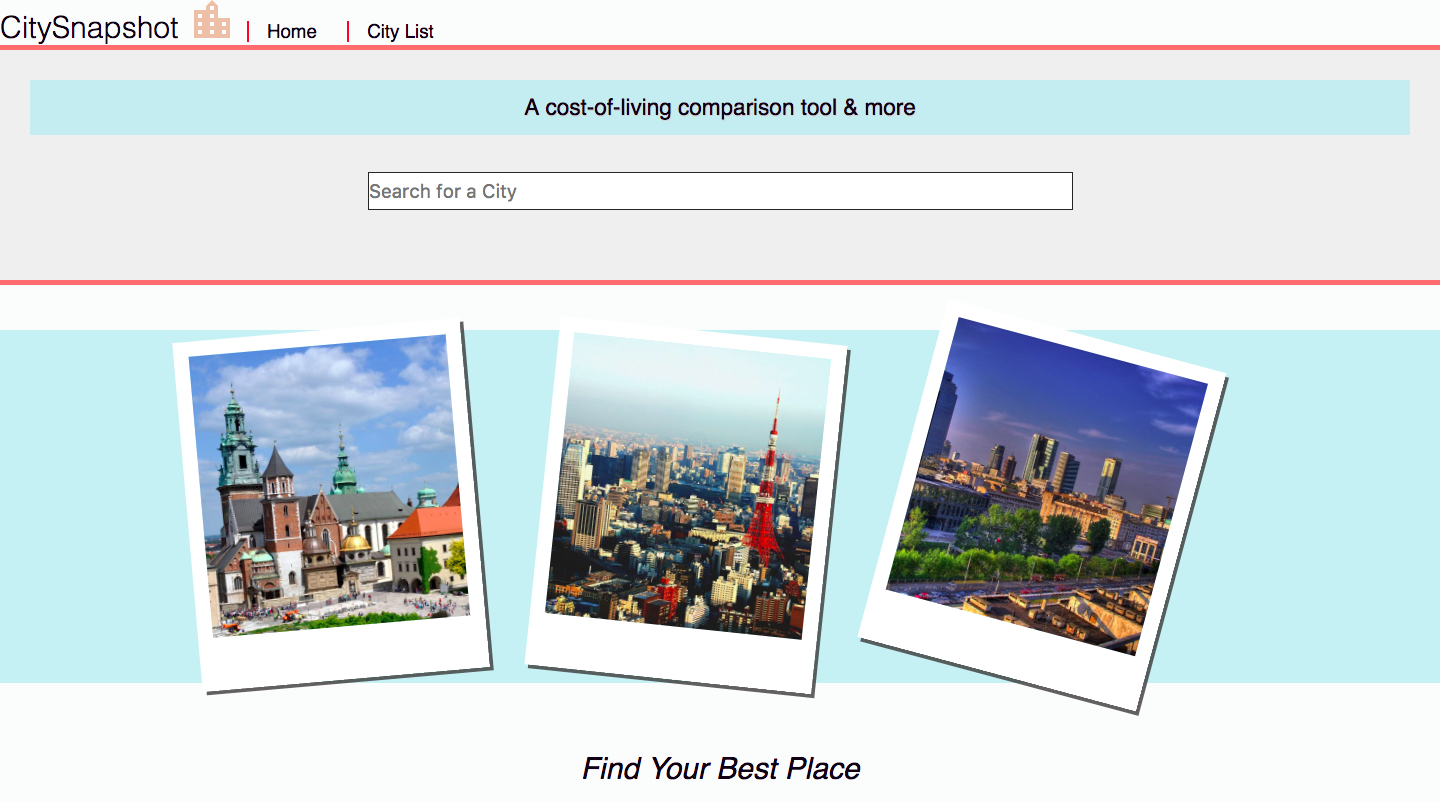 CitySnapshot
Home
City List
A cost-of-living comparison tool & more
Search for a City
Find Your Best Place